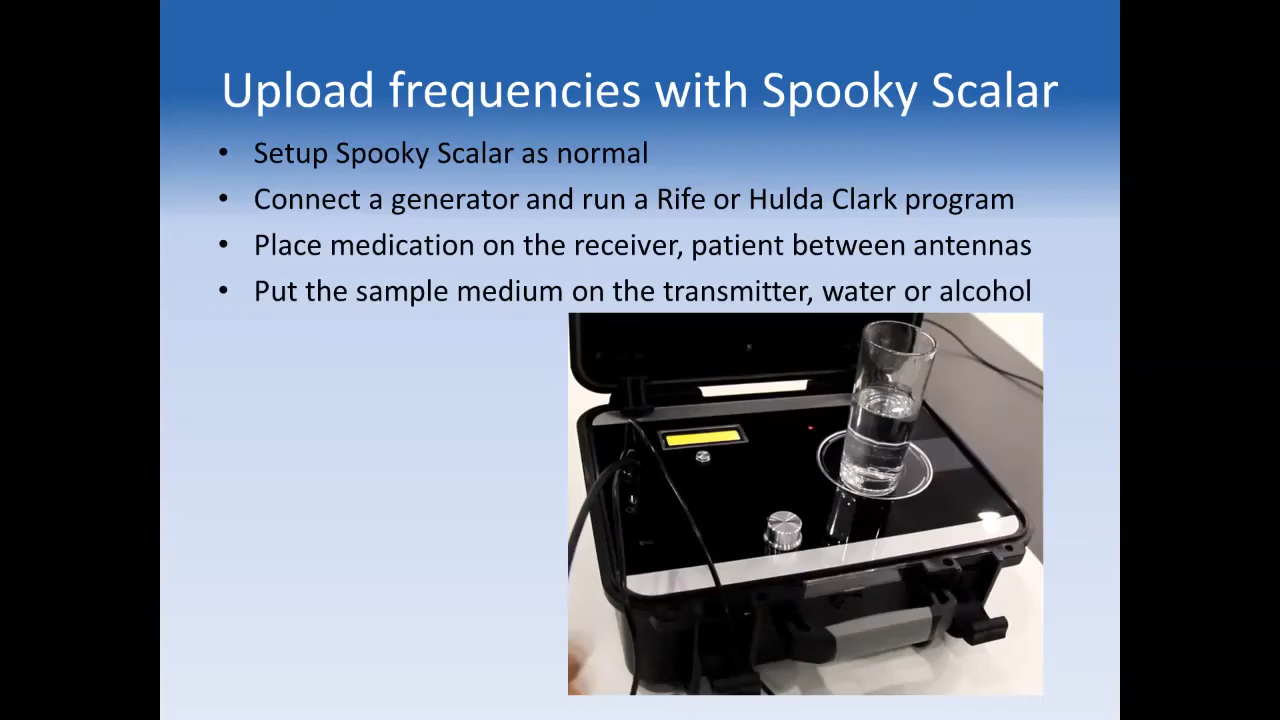 Upload frequencies with Spooky Scalar
• Setup Spooky Scalar as normal
• Connect a generator and run a Rife or Hulda Clark program
• Place medication on the receiver, patient between antennas
• Put the sample medium on the transmitter, water or alcohol